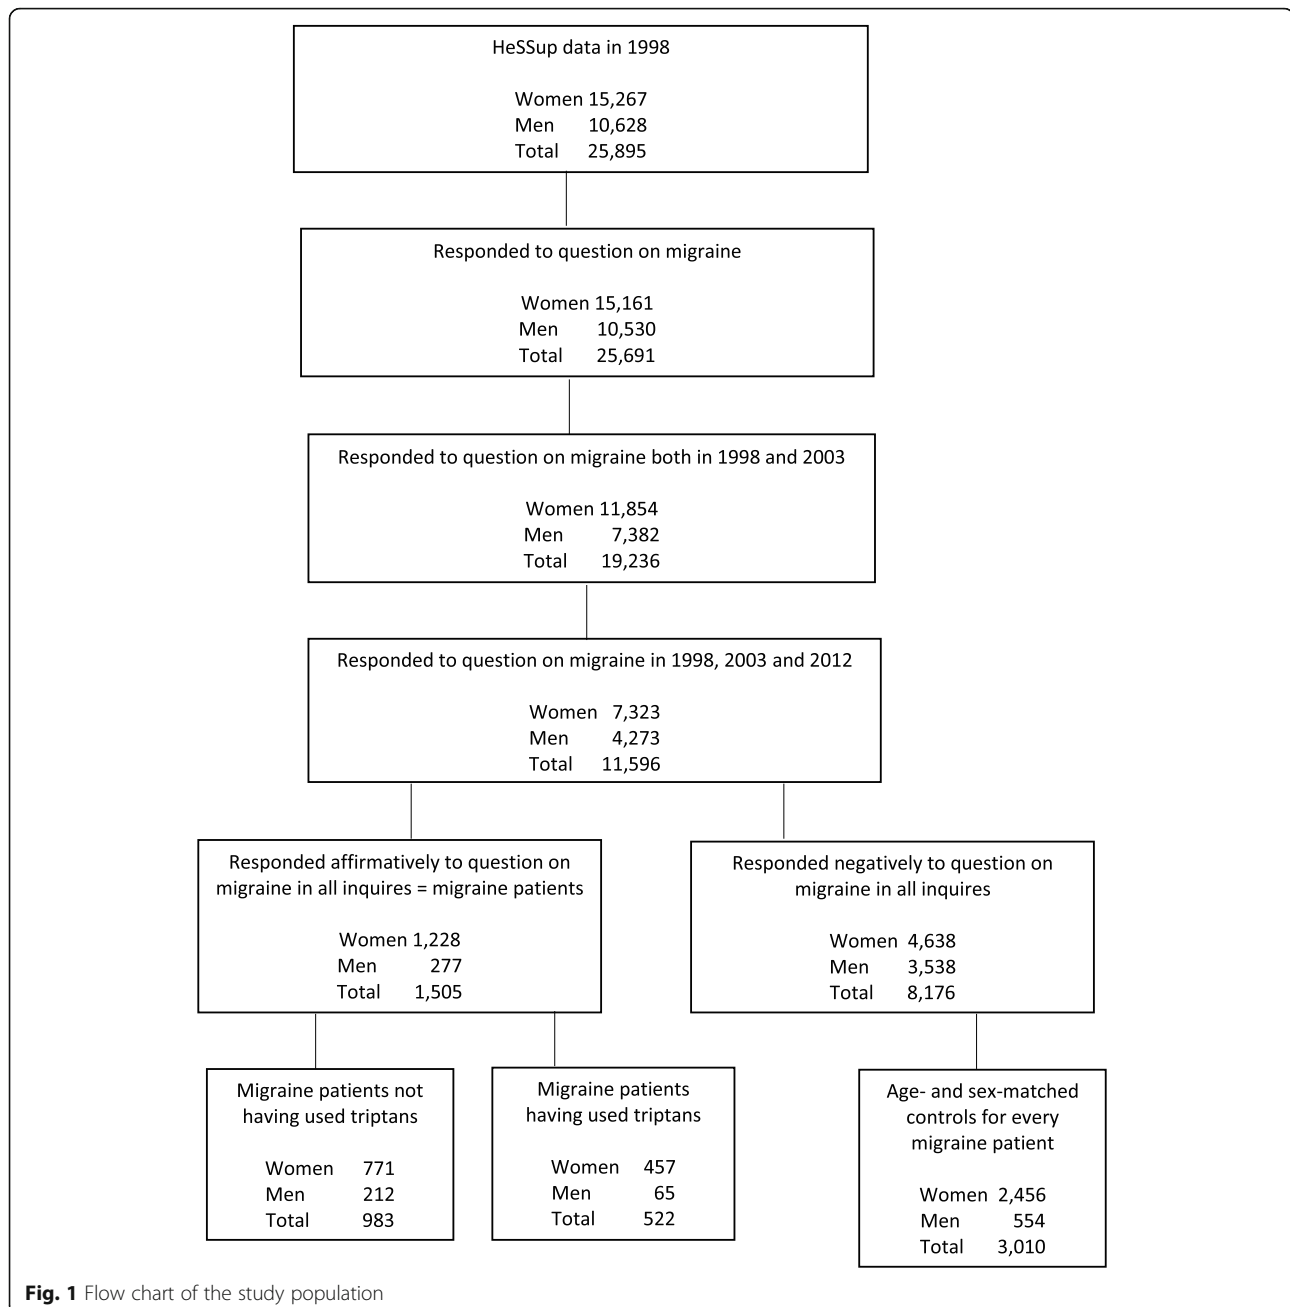 HeSSup data in 1998
Women 15,267
Men 10,628
Total 25,895
Responded to question on migraine
Women 15,161
Men 10,530
Total 25,691
Responded to question on migraine both in 1998 and 2003
Women 11,854
Men 7,382
Total 19,236
Responded to question on migraine in 1998, 2003 and 2012
Women 7,323
Men 4,273
Total 11,596
Responded affirmatively to question on
migraine in all inquires = migraine patients
Women 1,228
Men 277
Total 1,505
Responded negatively to question on
migraine in all inquires
Women 4,638
Men 3,538
Total 8,176
Migraine patients not
having used triptans
Women 771
Men 212
Total 983
Migraine patients
having used triptans
Women 457
Men 65
Total 522
Age- and sex-matched
controls for every
migraine patient
Women 2,456
Men 554
Total 3,010
Fig. 1 Flow chart of the study population